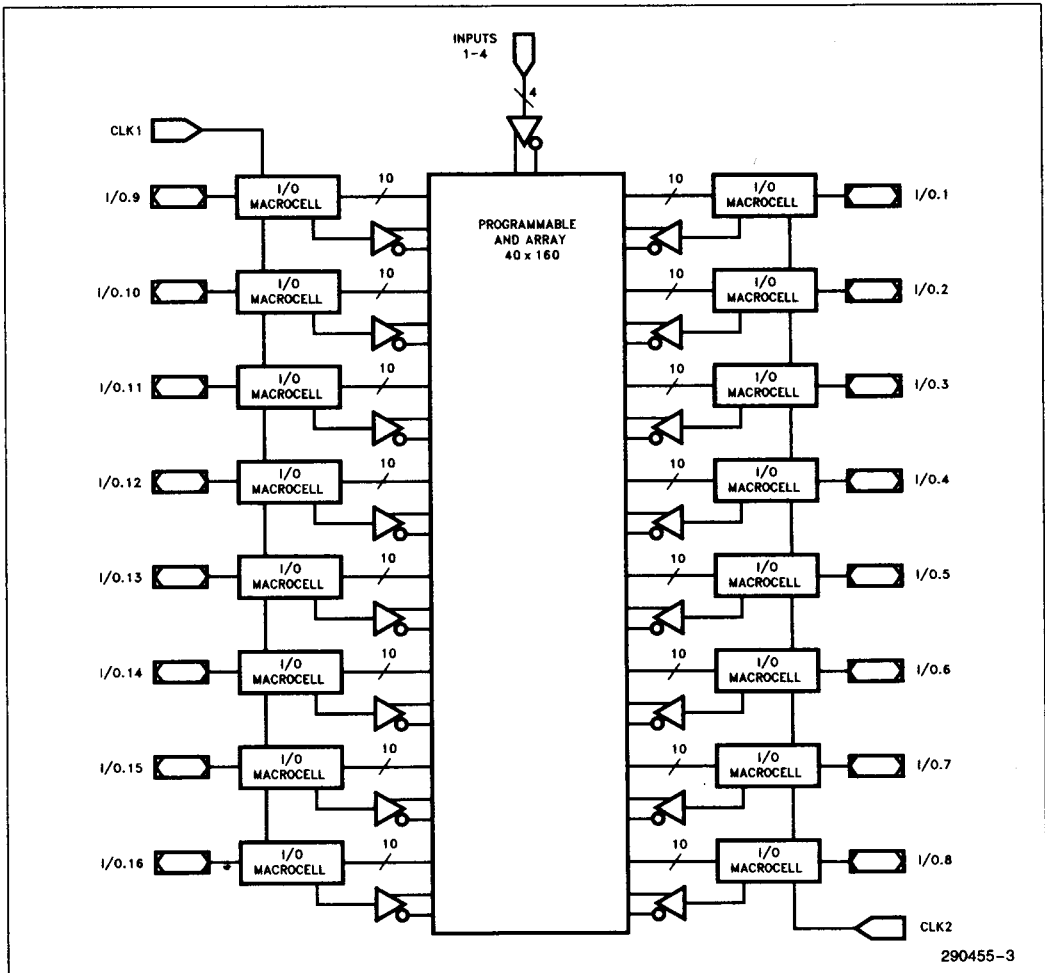 INPUTS
1-4
4
CLK1
I/O.9
I/O
MACROCELL
10
PROGRAMMABLE
AND ARRAY
40 x 160
10
I/O
MACROCELL
I/O.1
I/O.10
I/O
MACROCELL
10
10
I/O
MACROCELL
I/O.2
I/O.11
I/O
MACROCELL
10
10
I/O
MACROCELL
I/O.3
I/O.12
I/O
MACROCELL
10
10
I/O
MACROCELL
I/O.4
I/O.13
I/O
MACROCELL
10
10
I/O
MACROCELL
I/O.5
I/O.14
I/O
MACROCELL
10
10
I/O
MACROCELL
I/O.6
I/O.15
I/O
MACROCELL
10
10
I/O
MACROCELL
I/O.7
I/O.16
I/O
MACROCELL
10
10
I/O
MACROCELL
I/O.8
CLK2
290455-3